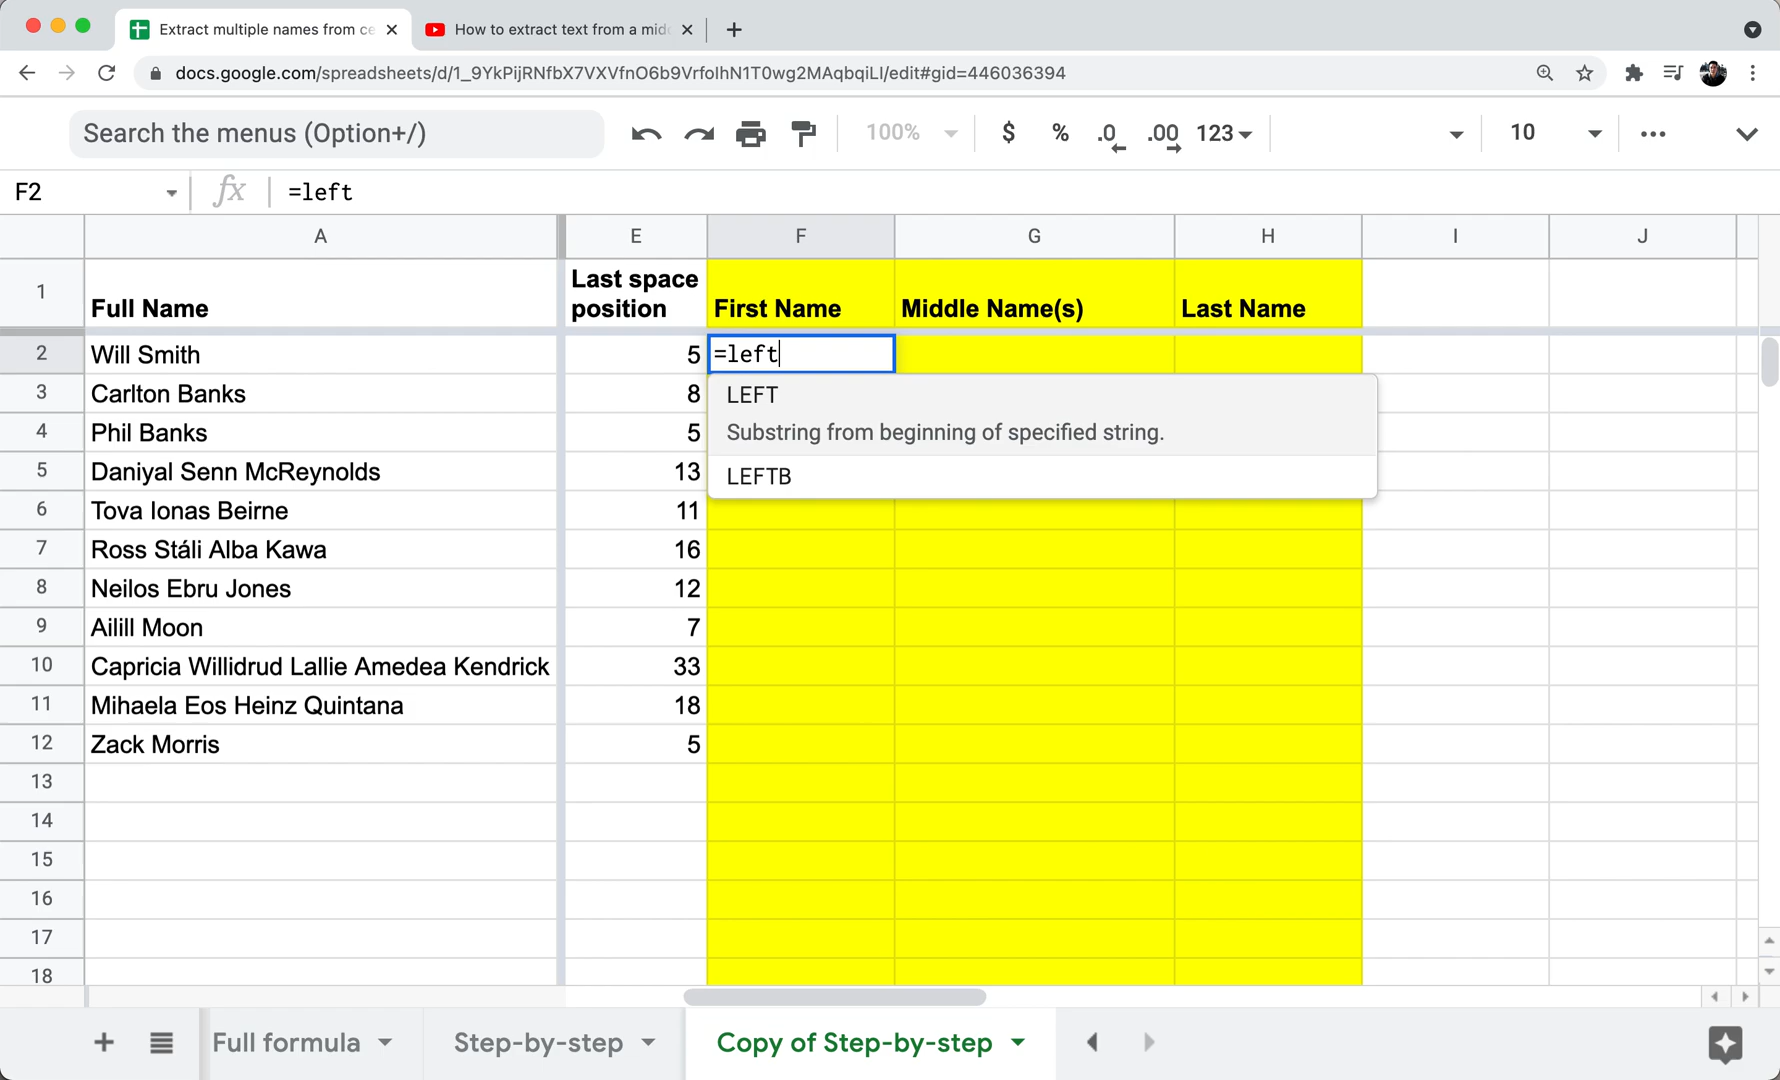 Extract multiple names from ce
How to extract text from a mid
docs.google.com/spreadsheets/d/1_9YkPijRNfbX7VXVfnO6b9VrfoIhN1T0wg2MAqbqiLI/edit#gid=446036394
Search the menus (Option+/) 100% $ % .0 .00 123 10
F2 fx =left
A E F G H I J
1 Full Name Last space position First Name Middle Name(s) Last Name
2 Will Smith 5 =left
3 Carlton Banks 8 LEFT
4 Phil Banks 5 Substring from beginning of specified string.
5 Daniyal Senn McReynolds 13 LEFTB
6 Tova Ionas Beirne 11
7 Ross Stáli Alba Kawa 16
8 Neilos Ebru Jones 12
9 Ailill Moon 7
10 Capricia Willidrud Lallie Amedea Kendrick 33
11 Mihaela Eos Heinz Quintana 18
12 Zack Morris 5
13
14
15
16
17
18
Full formula Step-by-step Copy of Step-by-step